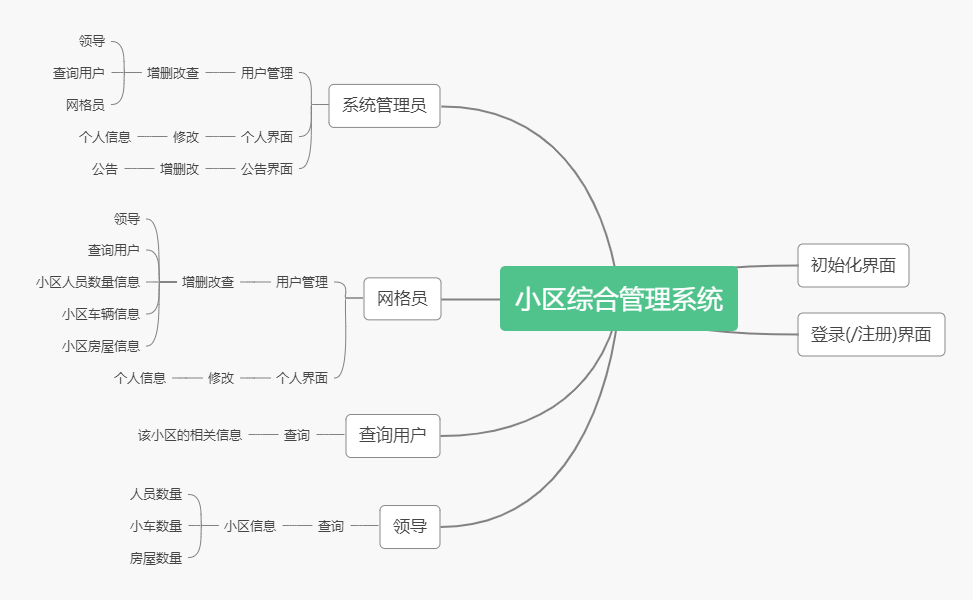 领导
查询用户
网格员
增删改查
用户管理
个人信息
修改
个人界面
公告
增删改
公告界面
系统管理员
领导
查询用户
小区人员数量信息
小区车辆信息
小区房屋信息
增删改查
用户管理
个人信息
修改
个人界面
网格员
该小区的相关信息
查询
查询用户
人员数量
小车数量
房屋数量
小区信息
查询
领导
小区综合管理系统
初始化界面
登录(/注册)界面